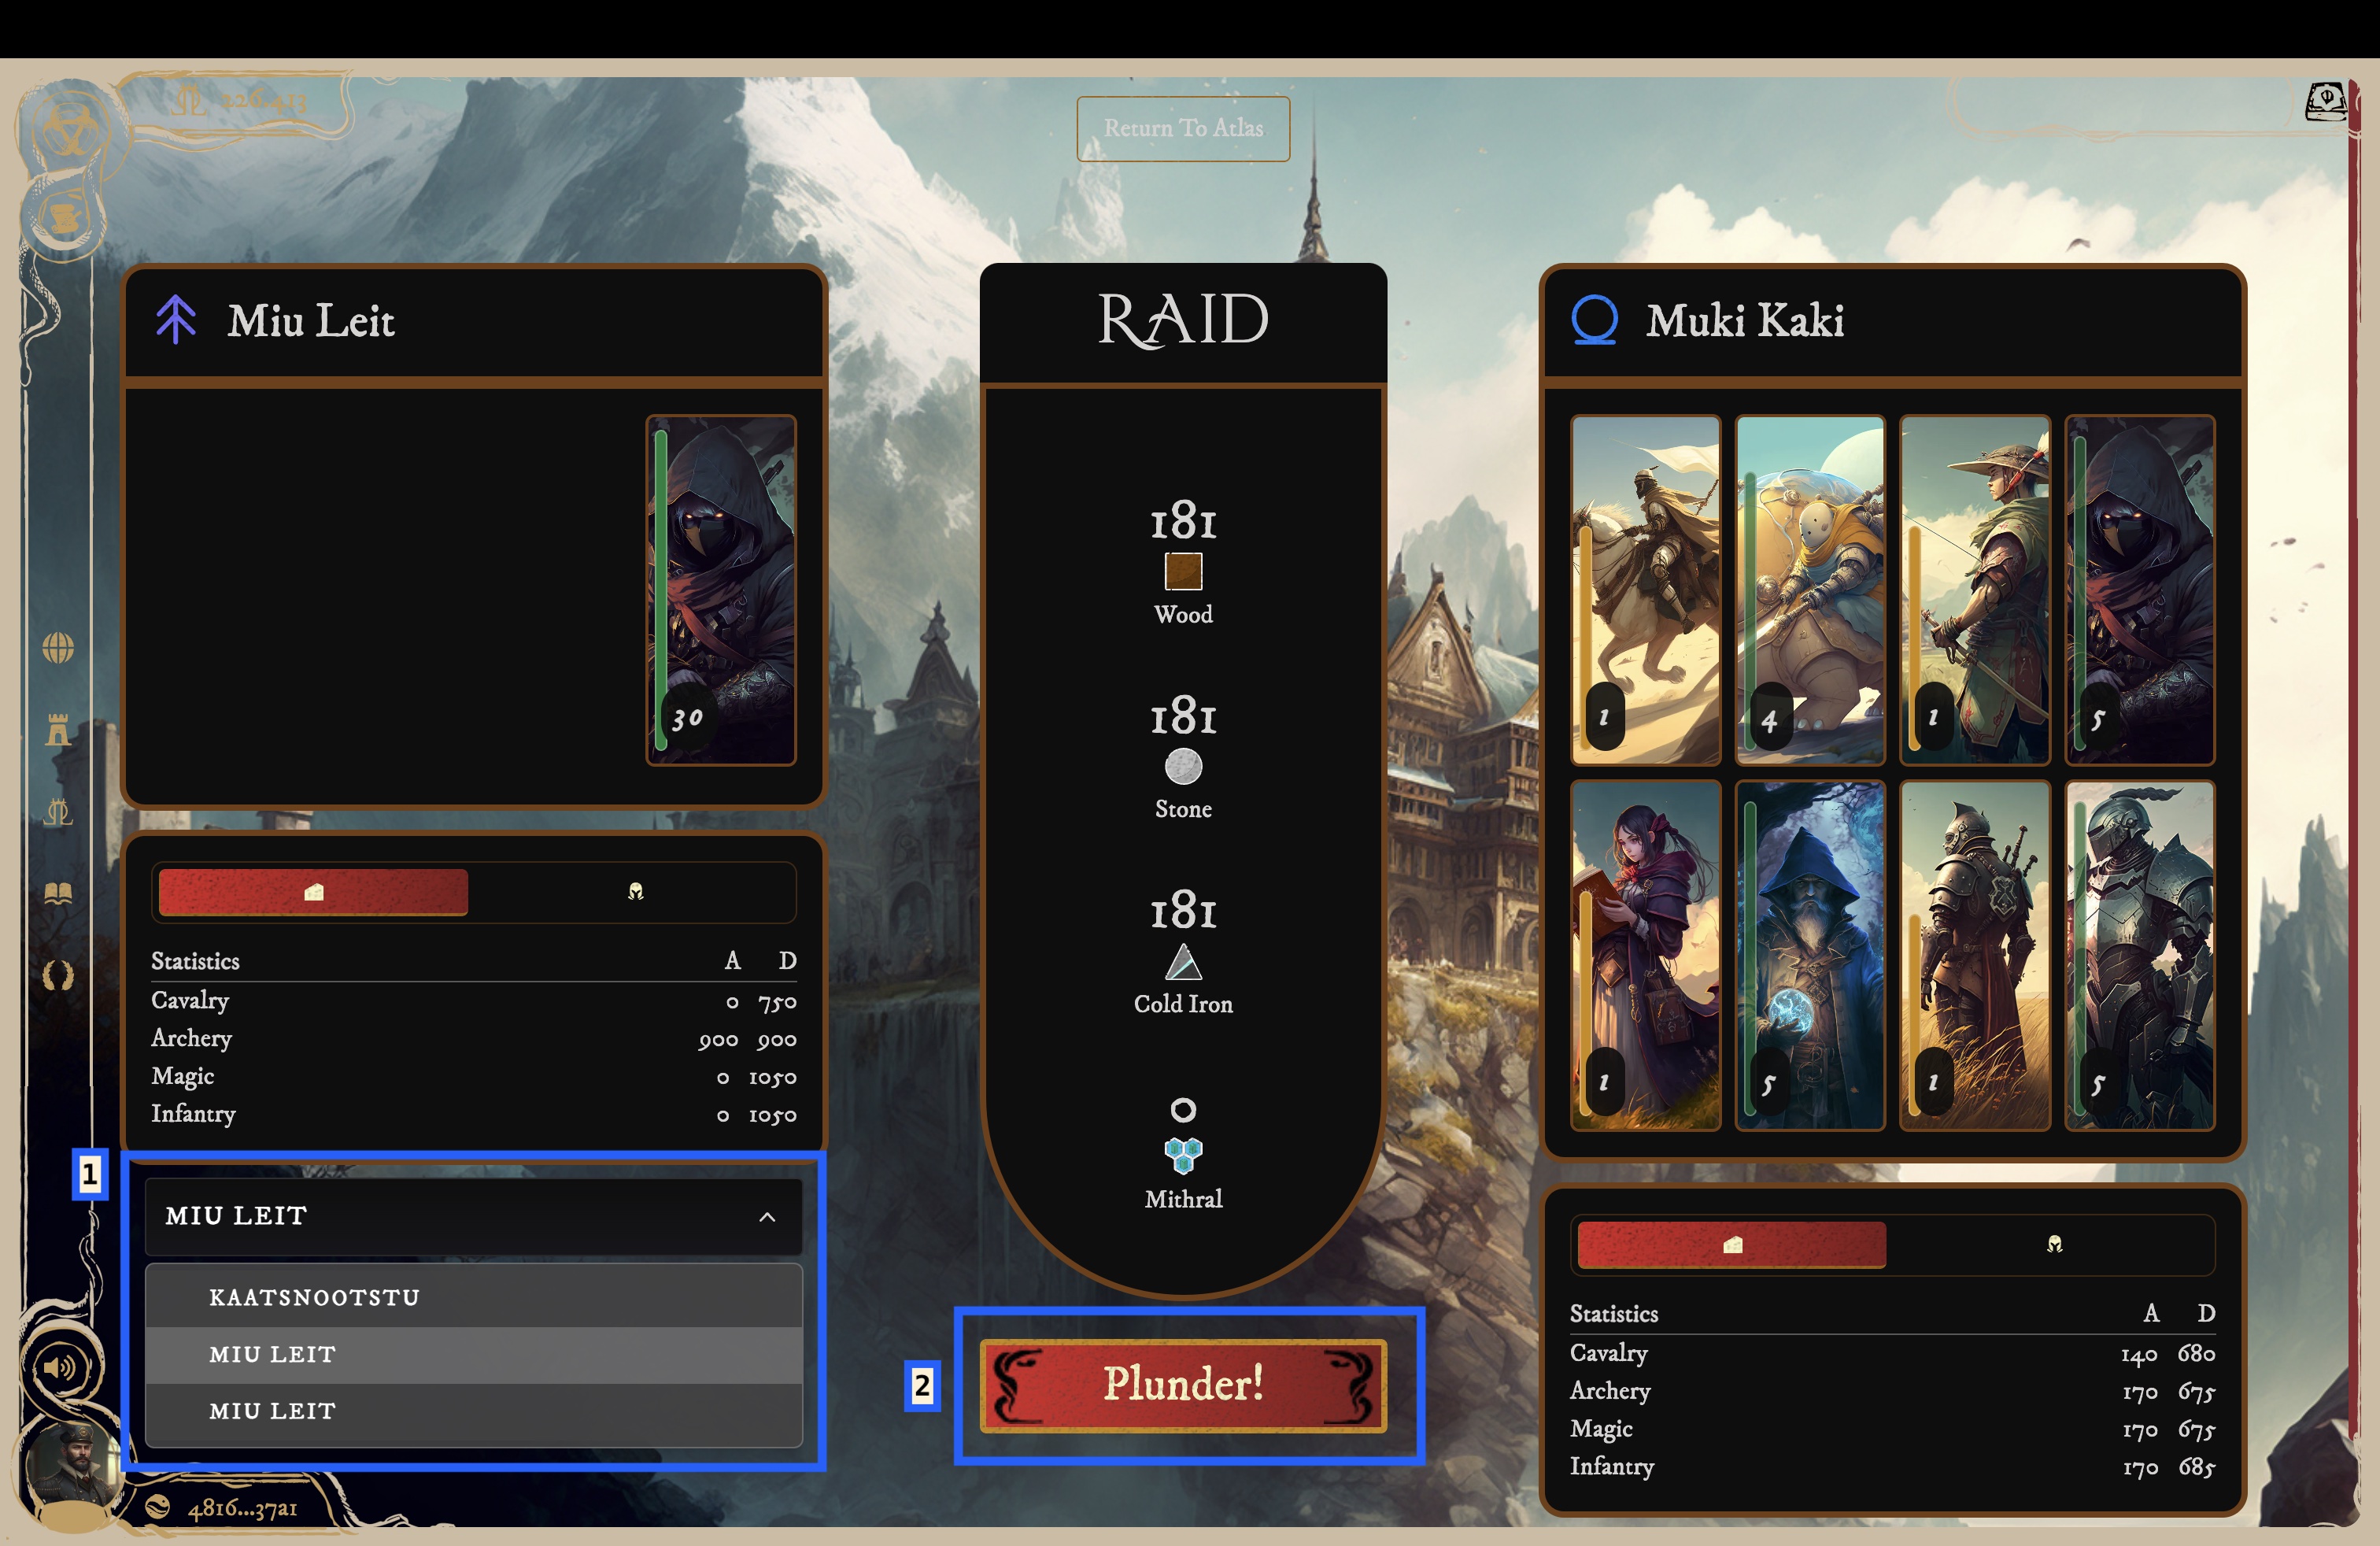 226,413
Return To Atlas
Miu Leit
30
Statistics A D
Cavalry 0 750
Archery 900 900
Magic 0 1050
Infantry 0 1050
1
MIU LEIT
KAATSNOOTSTU
MIU LEIT
MIU LEIT
4816...37a1
RAID
181
Wood
181
Stone
181
Cold Iron
0
Mithral
2
Plunder!
Muki Kaki
1 4 1 5
1 5 1 5
Statistics A D
Cavalry 140 680
Archery 170 675
Magic 170 675
Infantry 170 685